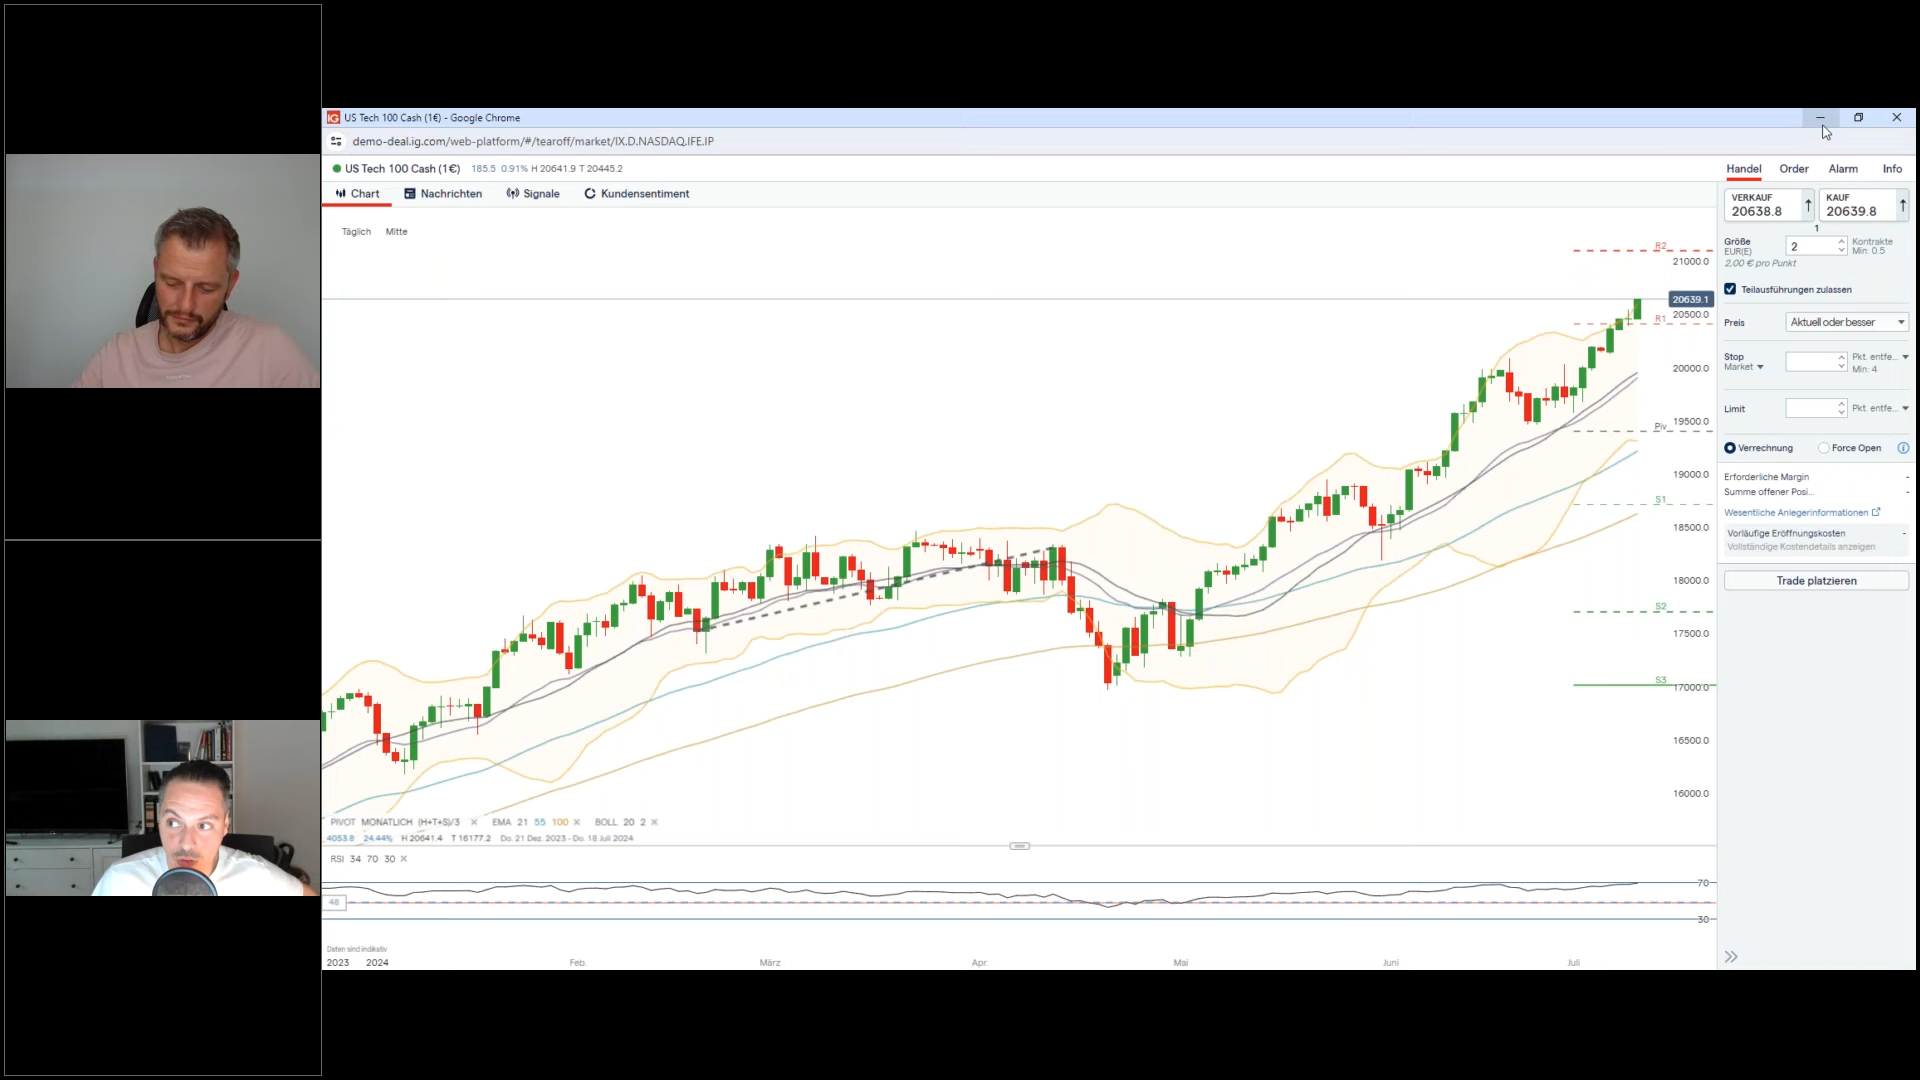 IG US Tech 100 Cash (1€) - Google Chrome
demo-deal.ig.com/web-platform/#/tearoff/market/IX.D.NASDAQ.IFE.IP
US Tech 100 Cash (1€) 185.5 0.91% H 20641.9 T 20445.2
Chart Nachrichten Signale Kundensentiment
Täglich Mitte
R2
21000.0
20639.1
20500.0
R1
20000.0
19500.0
Piv
19000.0
S1
18500.0
18000.0
S2
17500.0
S3
17000.0
16500.0
16000.0
PIVOT MONATLICH (H+T+S)/3 EMA 21 55 100 BOLL 20 2
4053.8 24.44% H 20641.4 T 16177.2 Do. 21 Dez. 2023 - Do. 18 Juli 2024
RSI 34 70 30
70
48
30
Daten sind indikativ
2023 2024 Feb. März Apr. Mai Juni Juli
Handel Order Alarm Info
VERKAUF KAUF
20638.8 20639.8
1
Größe 2 Kontrakte
EUR(E) Min: 0.5
2,00 € pro Punkt
Teilausführungen zulassen
Preis Aktuell oder besser
Stop Pkt. entfe...
Market Min: 4
Limit Pkt. entfe...
Verrechnung Force Open
Erforderliche Margin -
Summe offener Posi... -
Wesentliche Anlegerinformationen
Vorläufige Eröffnungskosten -
Vollständige Kostendetails anzeigen
Trade platzieren